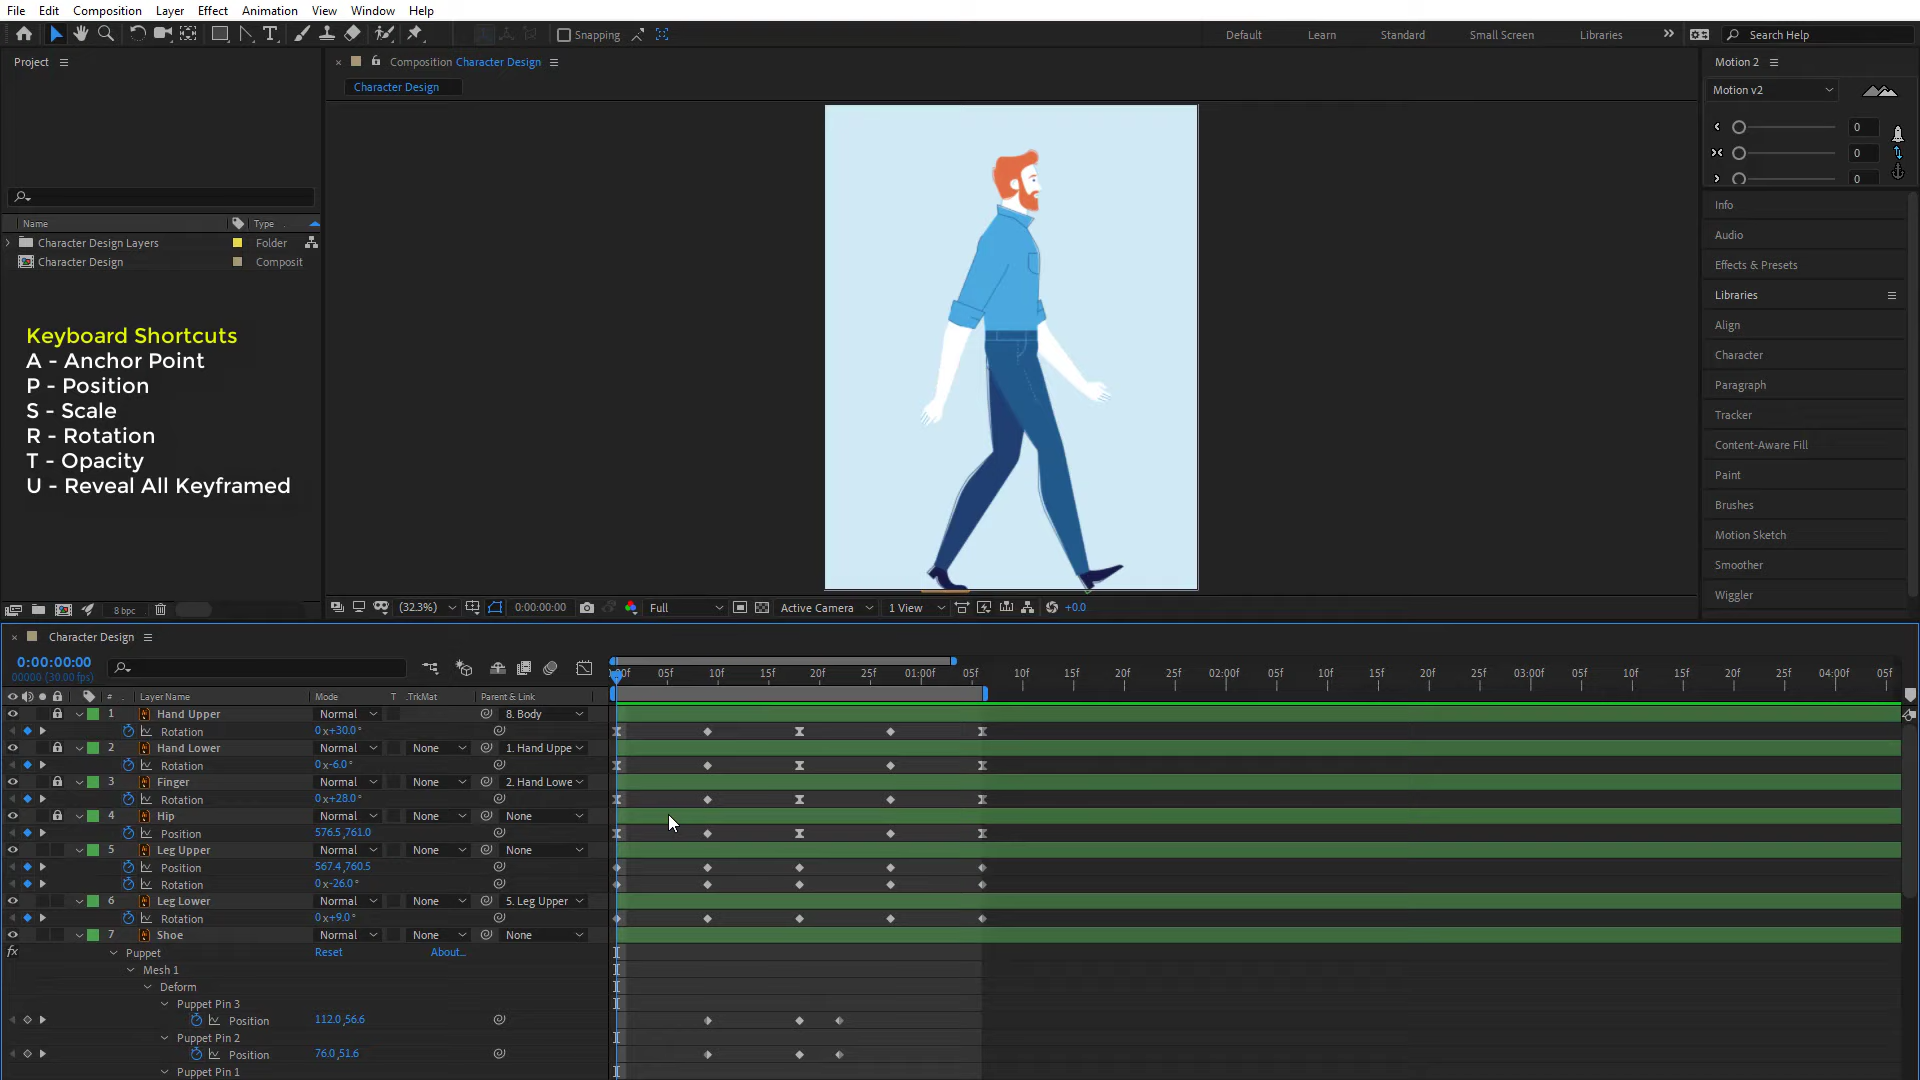 File Edit Composition Layer Effect Animation View Window Help
Snapping Default Learn Standard Small Screen Libraries Search Help
Project
Composition Character Design
Character Design
Motion 2
Motion v2
0
0
0
Name Type
Character Design Layers Folder
Character Design Composit
Keyboard Shortcuts
A - Anchor Point
P - Position
S - Scale
R - Rotation
T - Opacity
U - Reveal All Keyframed
Info
Audio
Effects & Presets
Libraries
Align
Character
Paragraph
Tracker
Content-Aware Fill
Paint
Brushes
Motion Sketch
Smoother
Wiggler
8 bpc (32.3%) 0:00:00:00 Full Active Camera 1 View +0.0
Character Design
0:00:00:00
00000 (30.00 fps)
:00f 05f 10f 15f 20f 25f 01:00f 05f 10f 15f 20f 25f 02:00f 05f 10f 15f 20f 25f 03:00f 05f 10f 15f 20f 25f 04:00f 05f
# Layer Name Mode T .TrkMat Parent & Link
1 Hand Upper Normal 8. Body
Rotation 0x+30.0°
2 Hand Lower Normal None 1. Hand Uppe
Rotation 0x-6.0°
3 Finger Normal None 2. Hand Lowe
Rotation 0x+28.0°
4 Hip Normal None None
Position 576.5,761.0
5 Leg Upper Normal None None
Position 567.4,760.5
Rotation 0x-26.0°
6 Leg Lower Normal None 5. Leg Upper
Rotation 0x+9.0°
7 Shoe Normal None None
fx Puppet Reset About...
Mesh 1
Deform
Puppet Pin 3
Position 112.0,56.6
Puppet Pin 2
Position 76.0,51.6
Puppet Pin 1